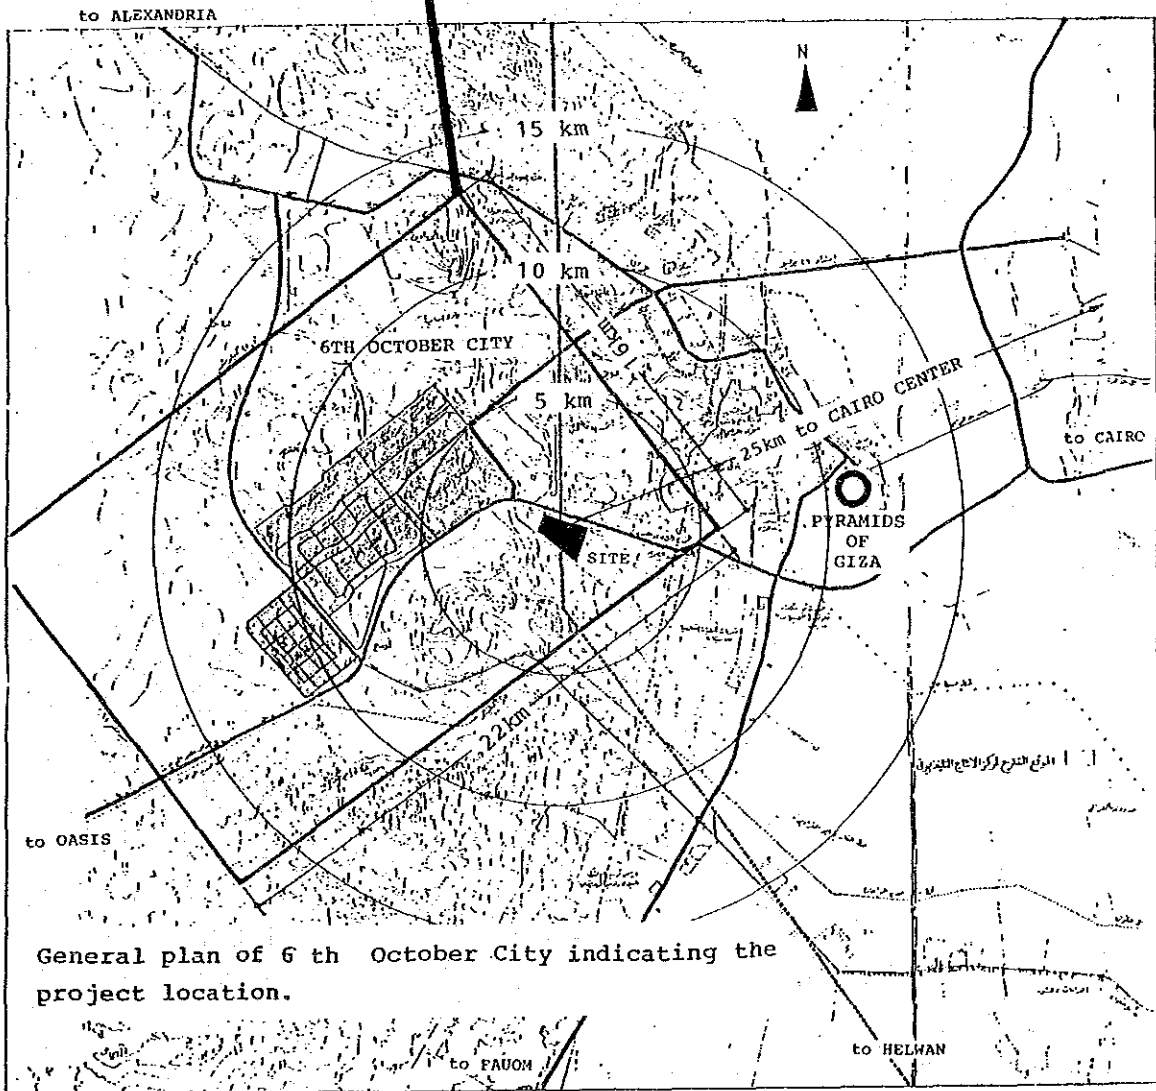 to ALEXANDRIA
N
15 km
10 km
16km
6TH OCTOBER CITY
5 km
25km to CAIRO CENTER
to CAIRO
PYRAMIDS
OF
GIZA
SITE
22km
to OASIS
General plan of 6 th October City indicating the
project location.
to FAUOM
to HELWAN